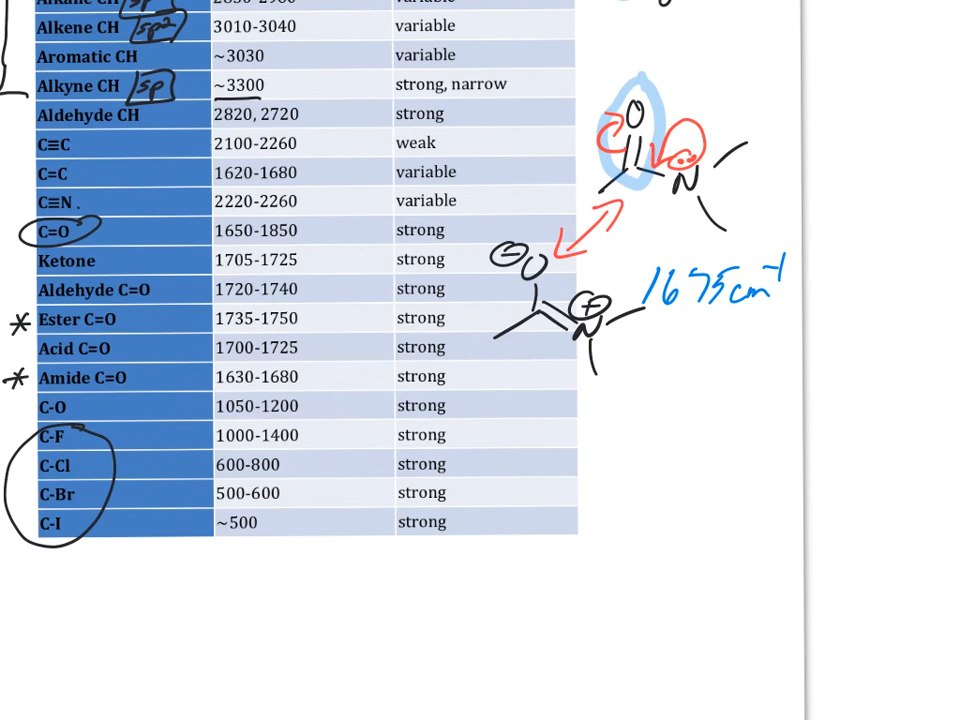 Alkene CH sp² 3010-3040 variable
Aromatic CH ~3030 variable
Alkyne CH sp ~3300 strong, narrow
Aldehyde CH 2820, 2720 strong
C≡C 2100-2260 weak
C=C 1620-1680 variable
C≡N 2220-2260 variable
C=O 1650-1850 strong
Ketone 1705-1725 strong
Aldehyde C=O 1720-1740 strong
* Ester C=O 1735-1750 strong
Acid C=O 1700-1725 strong
* Amide C=O 1630-1680 strong
C-O 1050-1200 strong
C-F 1000-1400 strong
C-Cl 600-800 strong
C-Br 500-600 strong
C-I ~500 strong
O
N
⊖
O
⊕
N
1675 cm⁻¹